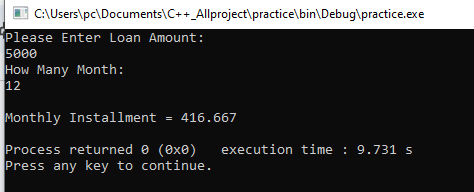 C:\Users\pc\Documents\C++_Allproject\practice\bin\Debug\practice.exe
Please Enter Loan Amount:
5000
How Many Month:
12
Monthly Installment = 416.667
Process returned 0 (0x0)   execution time : 9.731 s
Press any key to continue.